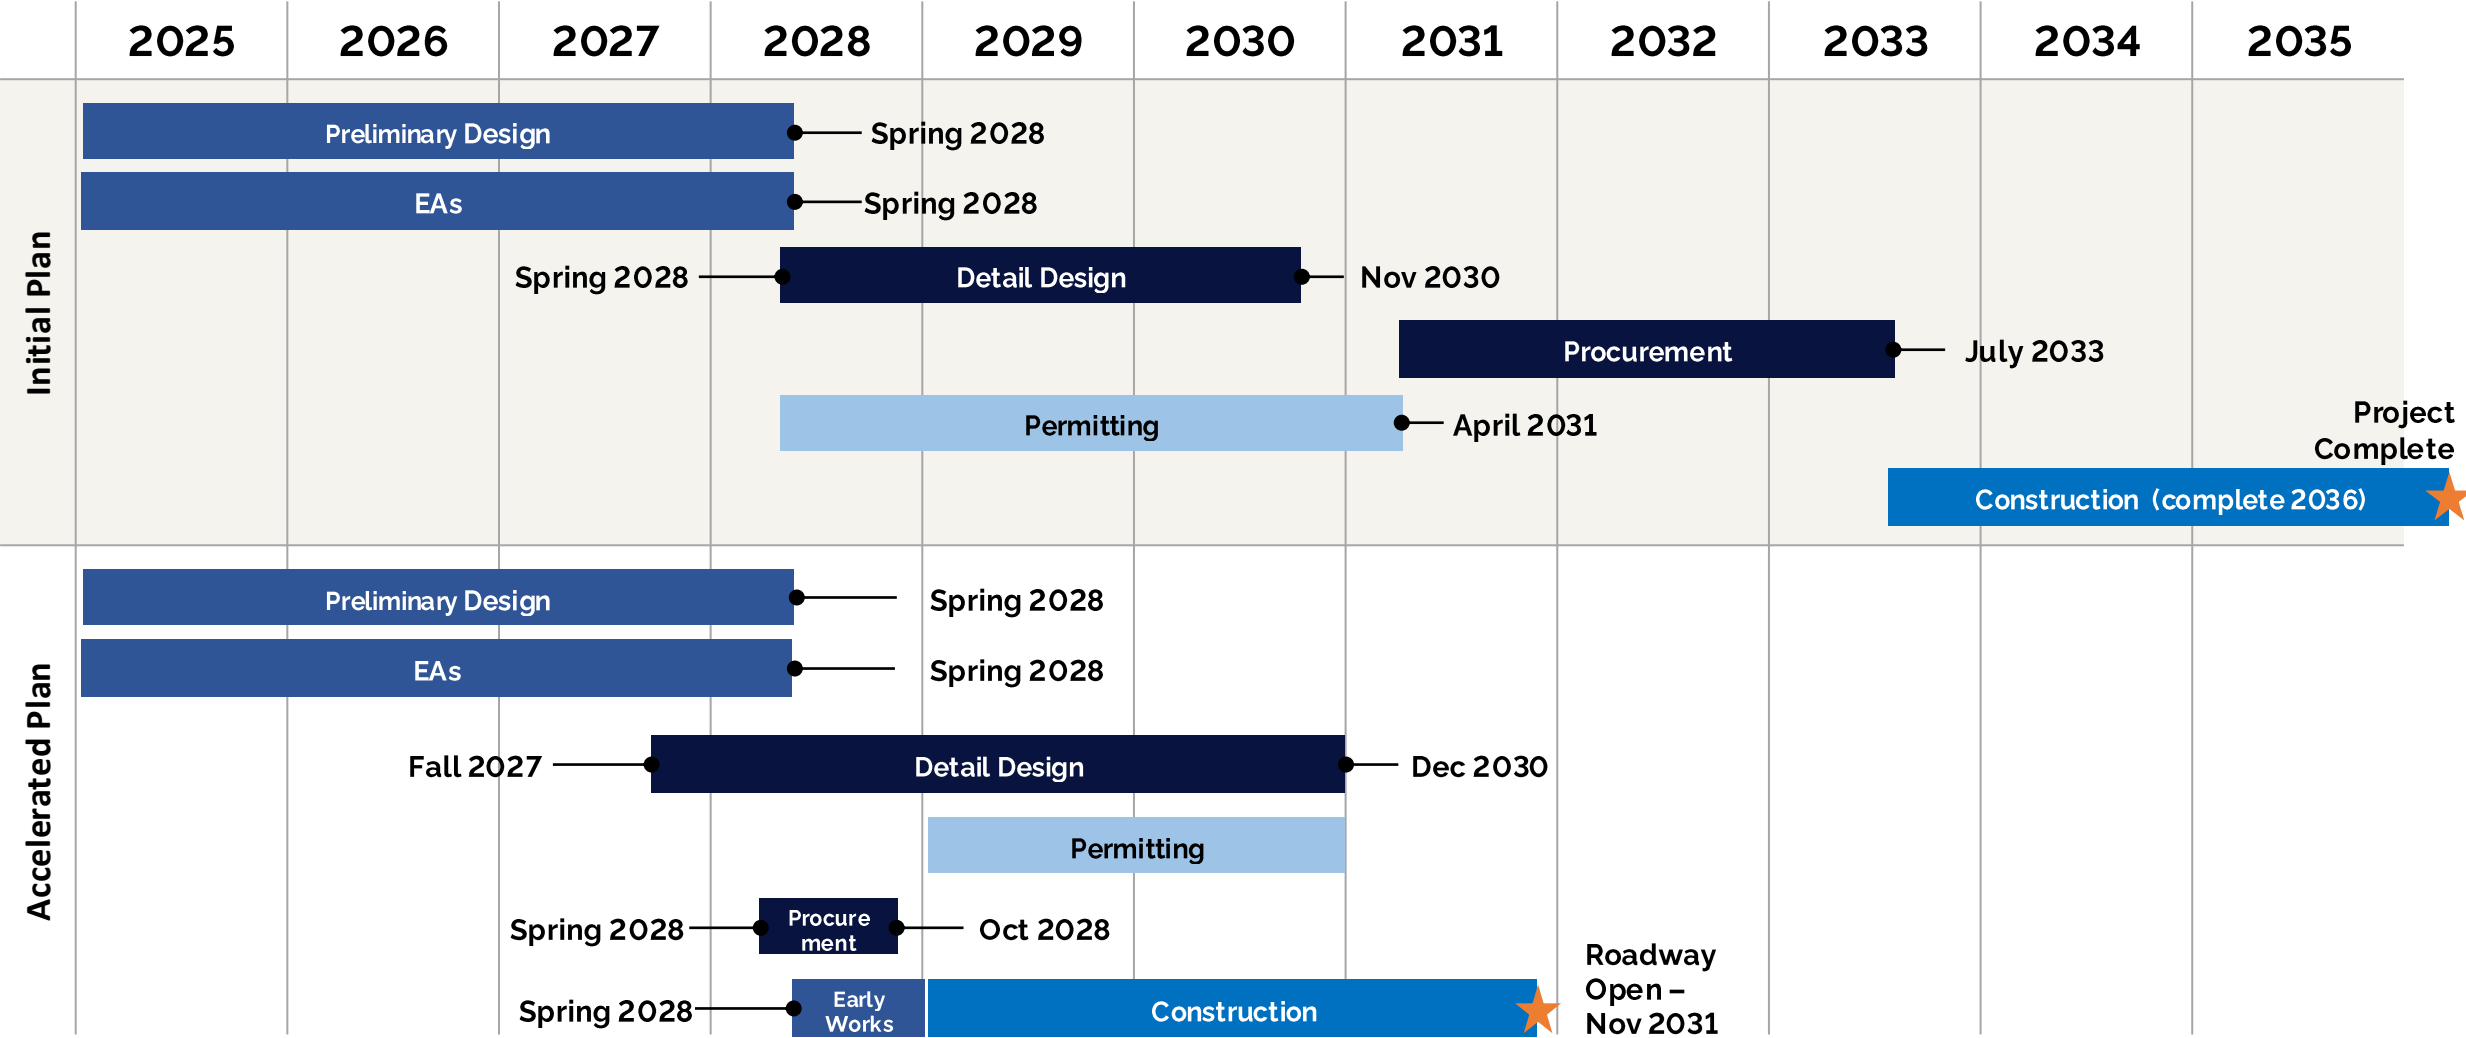 2025 2026 2027 2028 2029 2030 2031 2032 2033 2034 2035
Initial Plan
Preliminary Design
Spring 2028
EAs
Spring 2028
Spring 2028
Detail Design
Nov 2030
Procurement
July 2033
Permitting
April 2031
Project
Complete
Construction (complete 2036)
Accelerated Plan
Preliminary Design
Spring 2028
EAs
Spring 2028
Fall 2027
Detail Design
Dec 2030
Permitting
Spring 2028
Procure
ment
Oct 2028
Spring 2028
Early
Works
Construction
Roadway
Open –
Nov 2031